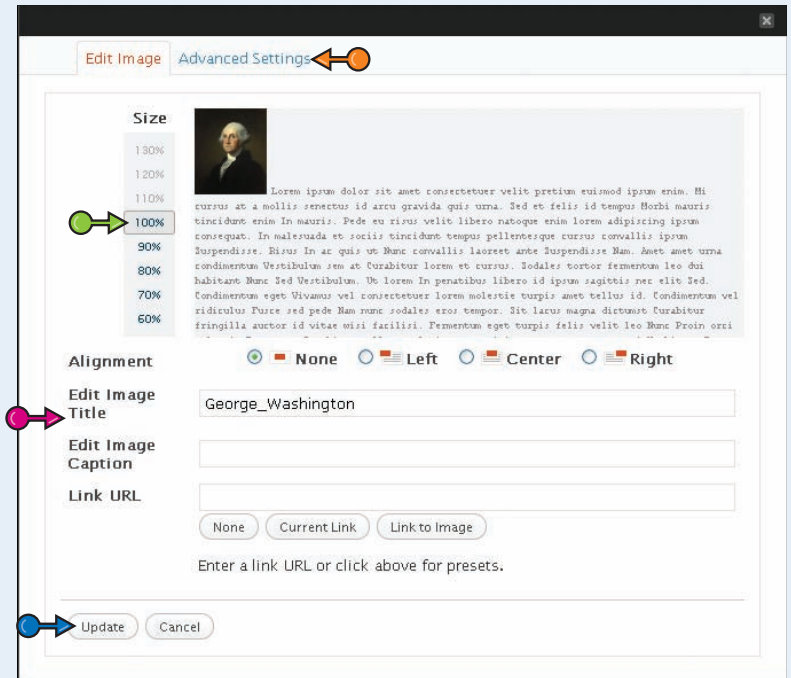 Edit Image Advanced Settings
Size
130%
120%
110%
100%
90%
80%
70%
60%
Lorem ipsum dolor sit amet consectetuer velit pretium euismod ipsum enim. Mi
cursus at a mollis senectus id arcu gravida quis urna. Sed et felis id tempus Morbi mauris
tincidunt enim In mauris. Pede eu risus velit libero natoque enim lorem adipiscing ipsum
consequat. In malesuada et sociis tincidunt tempus pellentesque cursus convallis ipsum
Suspendisse. Risus In ac quis ut Nunc convallis laoreet ante Suspendisse Nam. Amet amet urna
condimentum Vestibulum sem at Curabitur lorem et cursus. Sodales tortor fermentum leo dui
habitant Nunc Sed Vestibulum. Ut lorem In penatibus libero id ipsum sagittis nec elit Sed.
Condimentum eget Vivamus vel consectetuer lorem molestie turpis amet tellus id. Condimentum vel
ridiculus Fusce sed pede Nam nunc sodales eros tempor. Sit lacus magna dictumst Curabitur
fringilla auctor id vitae wisi facilisi. Fermentum eget turpis felis velit leo Nunc Proin orci
Alignment None Left Center Right
Edit Image
Title
George_Washington
Edit Image
Caption
Link URL
None Current Link Link to Image
Enter a link URL or click above for presets.
Update Cancel